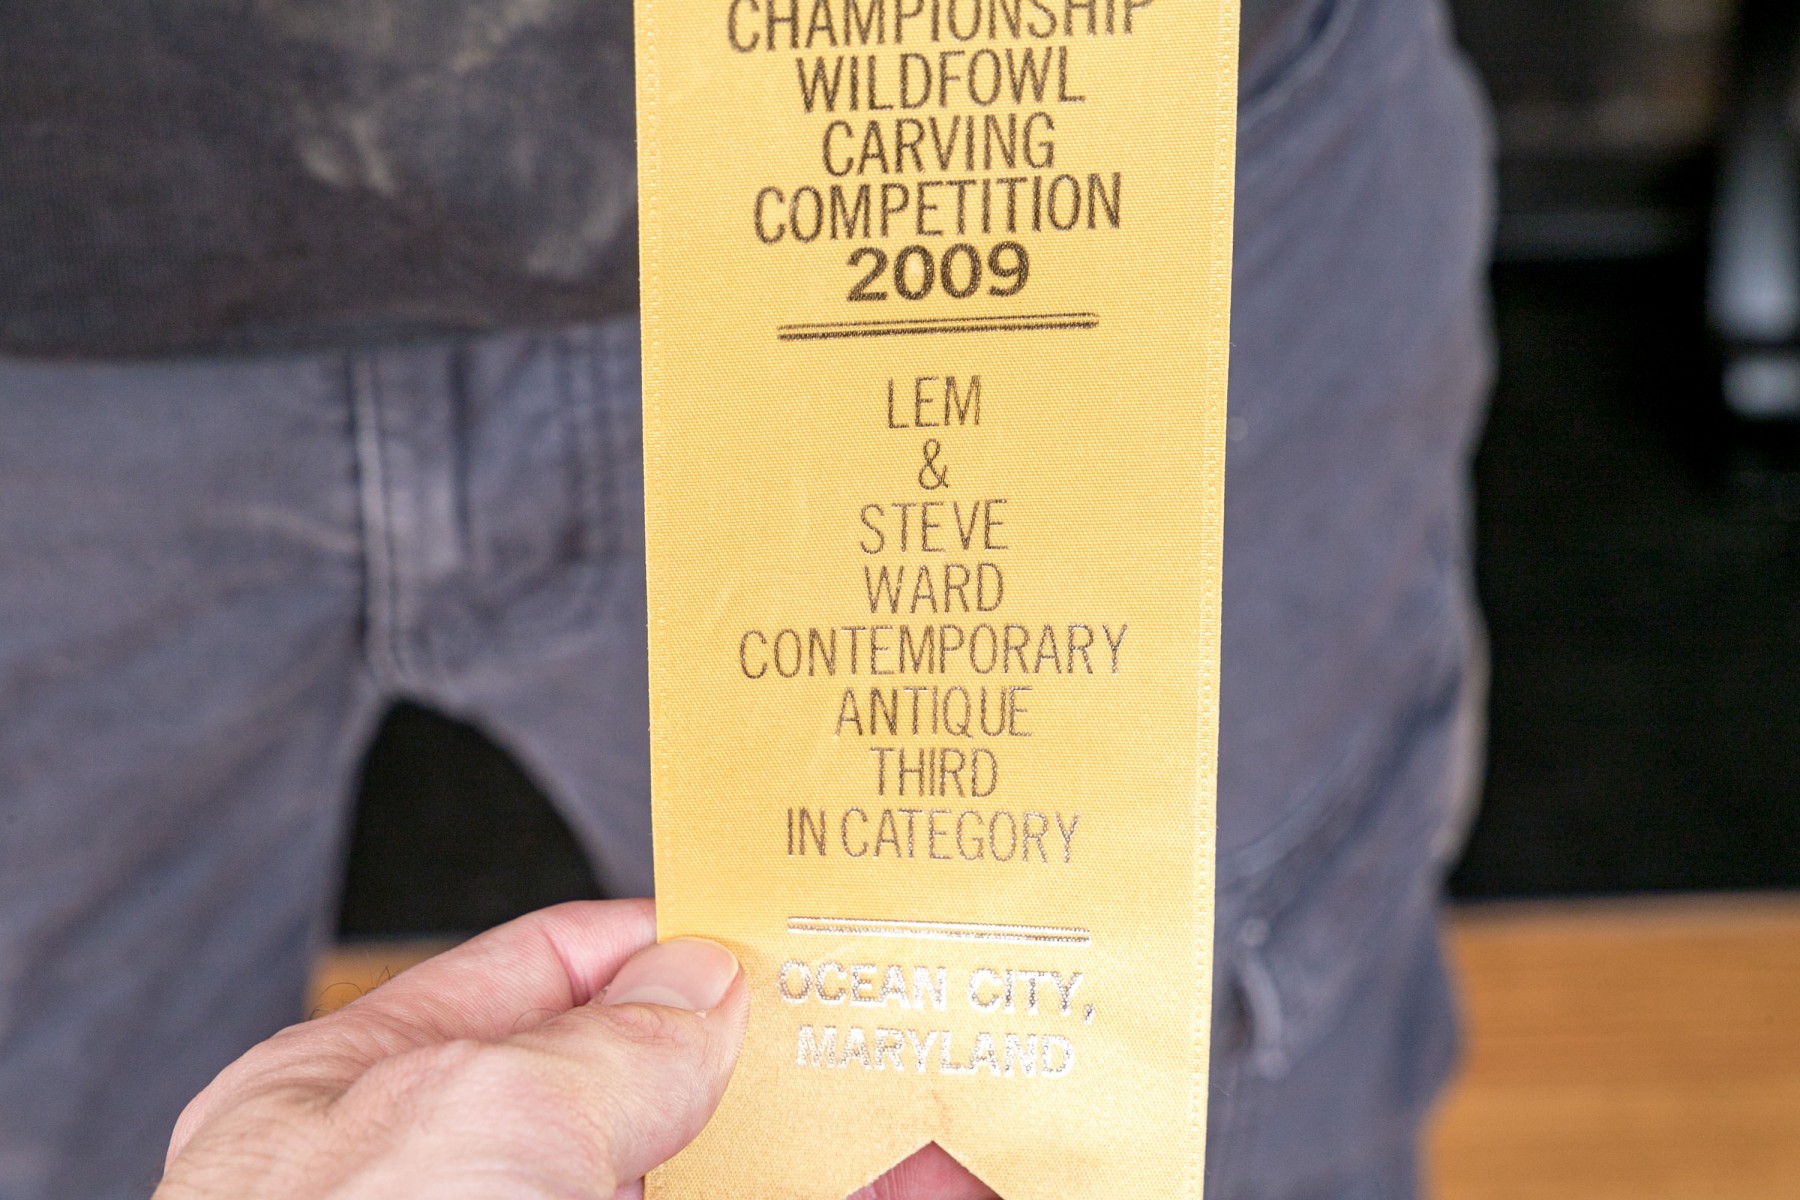 CHAMPIONSHIP
WILDFOWL
CARVING
COMPETITION
2009
LEM
&
STEVE
WARD
CONTEMPORARY
ANTIQUE
THIRD
IN CATEGORY
OCEAN CITY,
MARYLAND